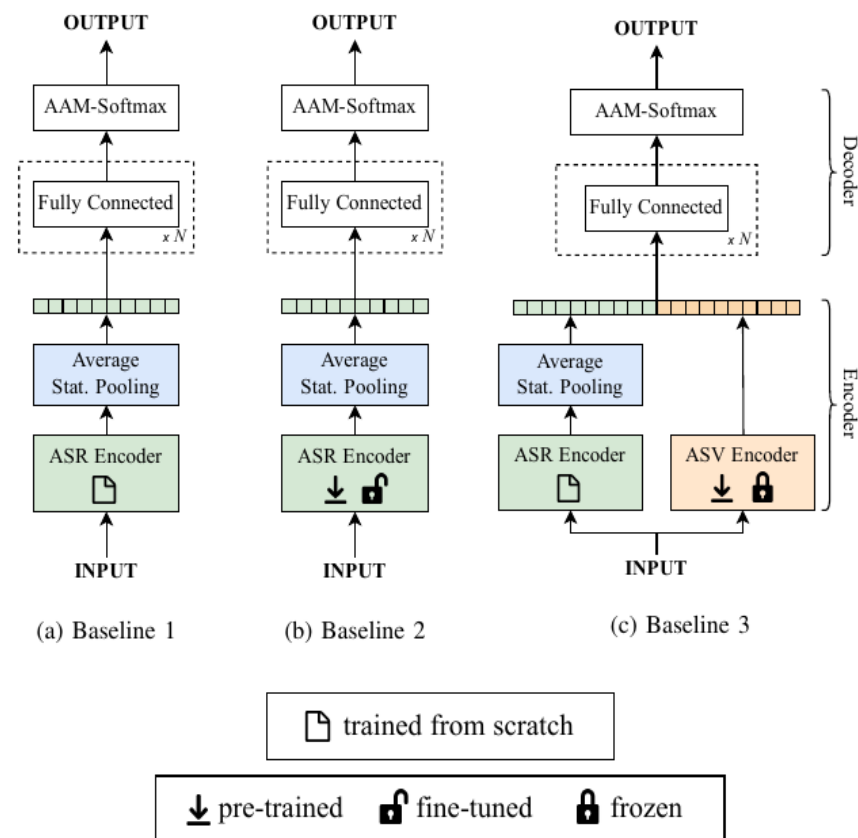 OUTPUT
AAM-Softmax
Fully Connected
x N
Average
Stat. Pooling
ASR Encoder
INPUT
(a) Baseline 1
OUTPUT
AAM-Softmax
Fully Connected
x N
Average
Stat. Pooling
ASR Encoder
INPUT
(b) Baseline 2
OUTPUT
AAM-Softmax
Fully Connected
x N
Average
Stat. Pooling
ASR Encoder
ASV Encoder
INPUT
(c) Baseline 3
Decoder
Encoder
trained from scratch
pre-trained fine-tuned frozen